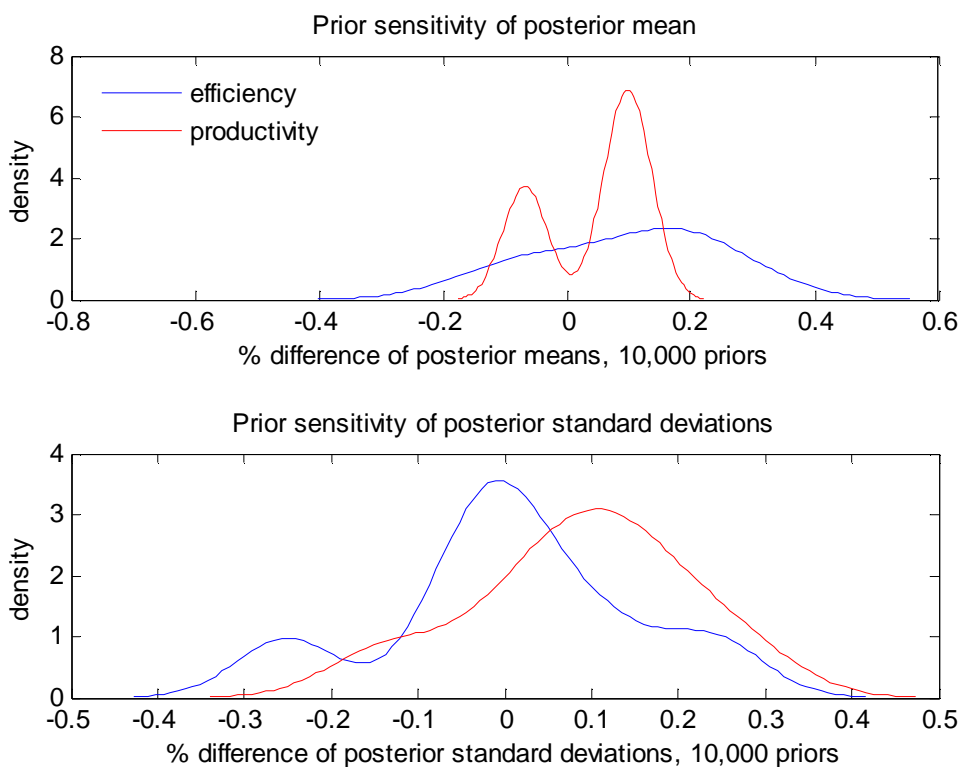 Prior sensitivity of posterior mean
8
6
4
2
0
density
efficiency
productivity
-0.8 -0.6 -0.4 -0.2 0 0.2 0.4 0.6
% difference of posterior means, 10,000 priors
Prior sensitivity of posterior standard deviations
4
3
2
1
0
density
-0.5 -0.4 -0.3 -0.2 -0.1 0 0.1 0.2 0.3 0.4 0.5
% difference of posterior standard deviations, 10,000 priors